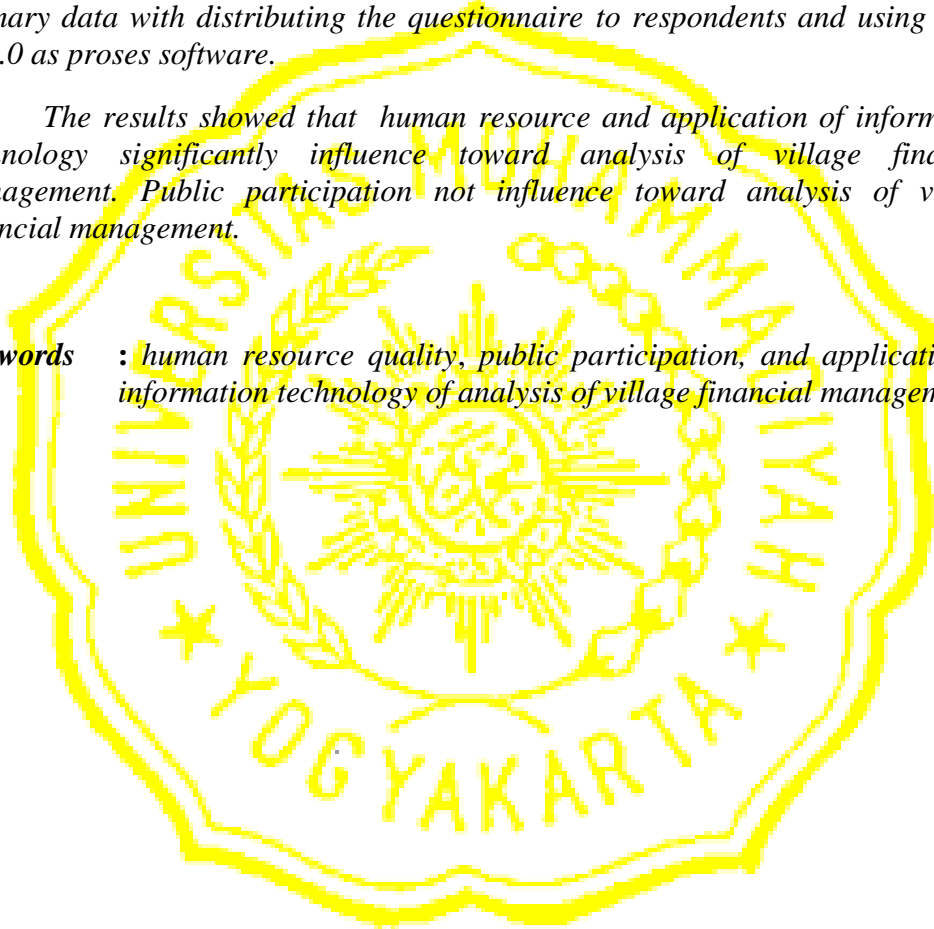 mary data with distributing the questionnaire to respondents and using
.0 as proses software.
The results showed that human resource and application of inform
nology significantly influence toward analysis of village fina
nagement. Public participation not influence toward analysis of v
ncial management.
words : human resource quality, public participation, and applicati
information technology of analysis of village financial managem
UNIVERSITAS MUHAMMADIYAH
★ YOGYAKARTA ★